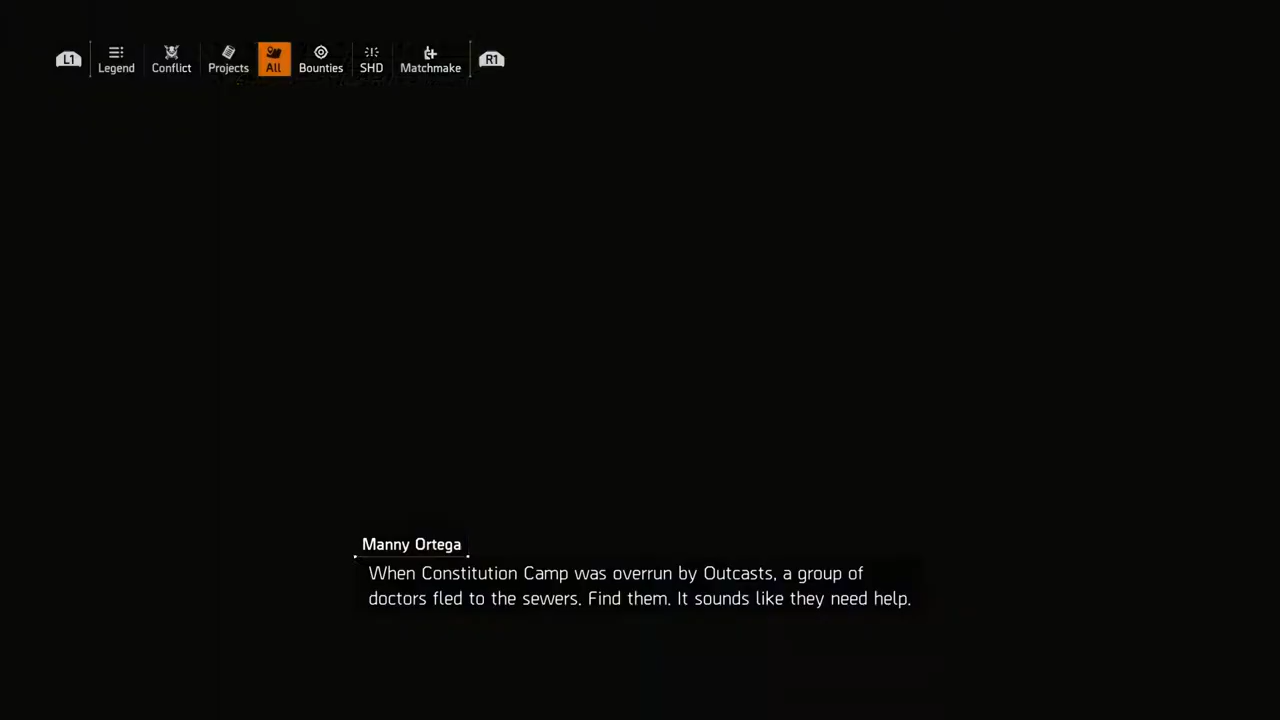 L1 Legend Conflict Projects All Bounties SHD Matchmake R1
Manny Ortega
When Constitution Camp was overrun by Outcasts, a group of
doctors fled to the sewers. Find them. It sounds like they need help.